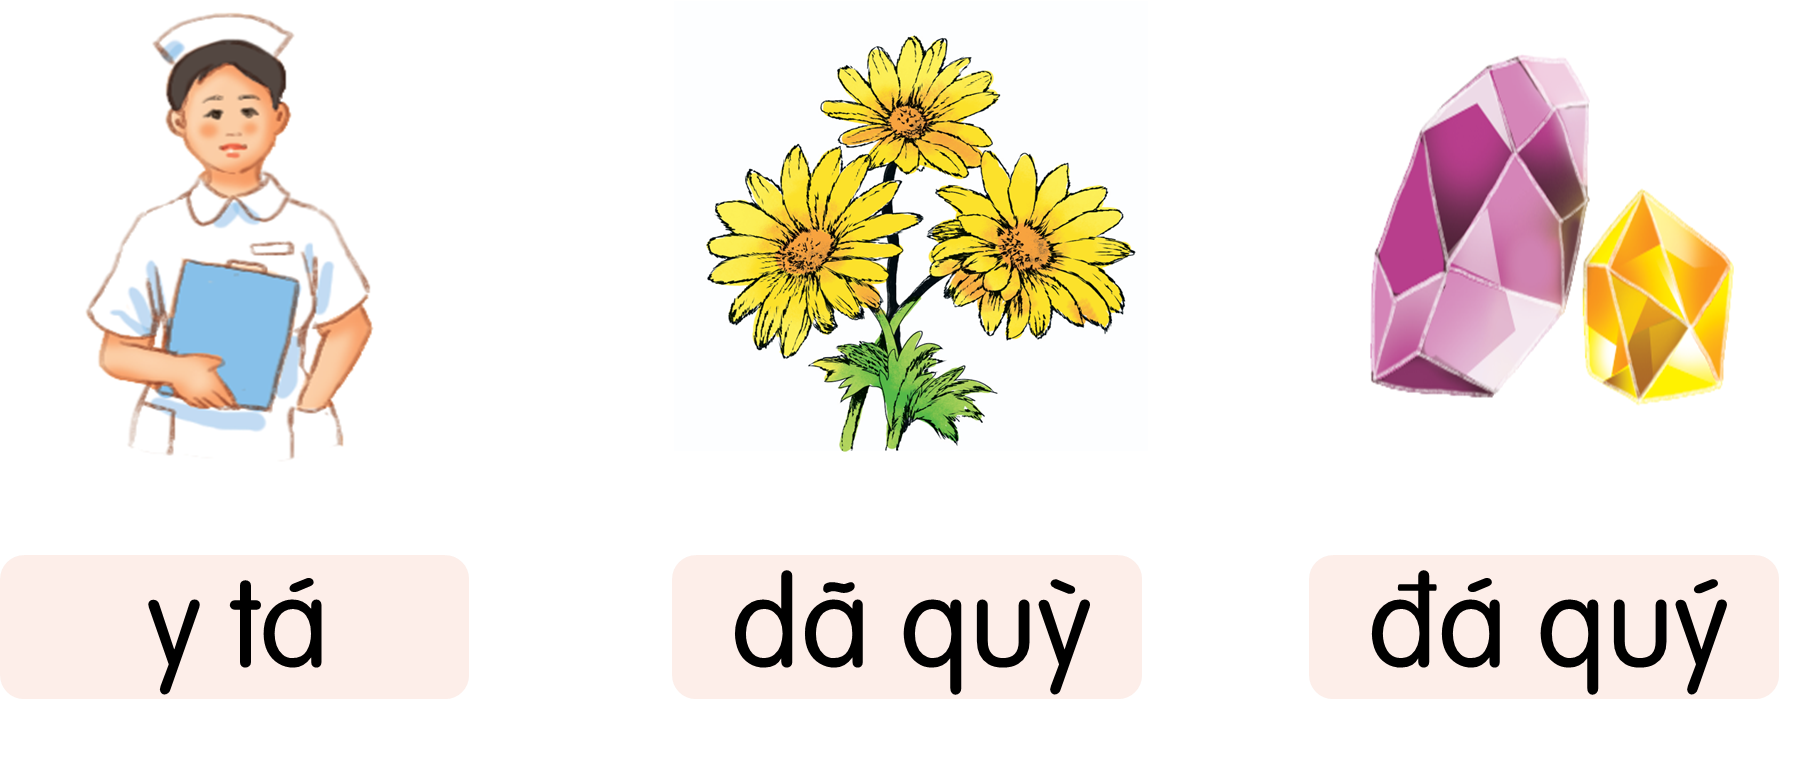 y tá
dã quỳ
đá quý